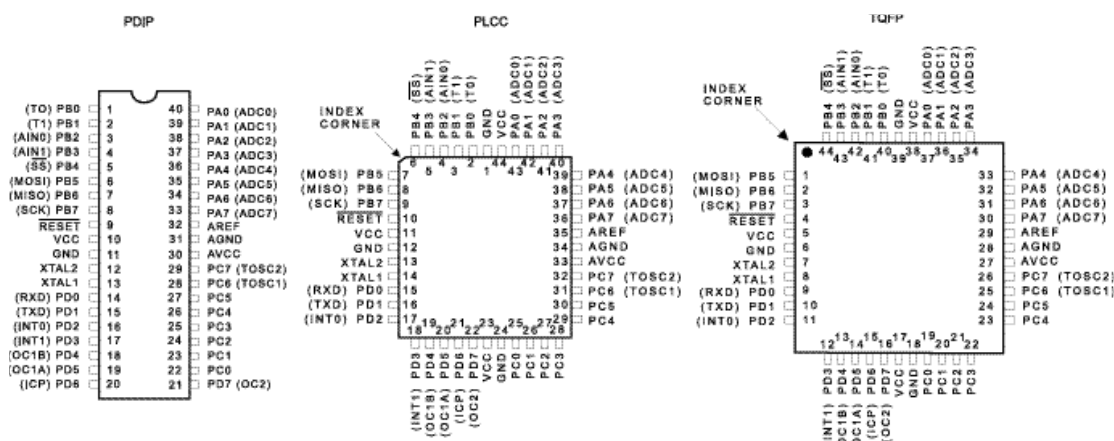 PDIP
(TO) PB0 1
(T1) PB1 2
(AIN0) PB2 3
(AIN1) PB3 4
(SS) PB4 5
(MOSI) PB5 6
(MISO) PB6 7
(SCK) PB7 8
RESET 9
VCC 10
GND 11
XTAL2 12
XTAL1 13
(RXD) PD0 14
(TXD) PD1 15
(INT0) PD2 16
(INT1) PD3 17
(OC1B) PD4 18
(OC1A) PD5 19
(ICP) PD6 20
40 PA0 (ADC0)
39 PA1 (ADC1)
38 PA2 (ADC2)
37 PA3 (ADC3)
36 PA4 (ADC4)
35 PA5 (ADC5)
34 PA6 (ADC6)
33 PA7 (ADC7)
32 AREF
31 AGND
30 AVCC
29 PC7 (TOSC2)
28 PC6 (TOSC1)
27 PC5
26 PC4
25 PC3
24 PC2
23 PC1
22 PC0
21 PD7 (OC2)
PLCC
INDEX
CORNER
PB4 (SS) 6
PB3 (AIN1) 5
PB2 (AIN0) 4
PB1 (T1) 3
PB0 (T0) 2
GND 1
VCC 44
PA0 (ADC0) 43
PA1 (ADC1) 42
PA2 (ADC2) 41
PA3 (ADC3) 40
(MOSI) PB5 7
(MISO) PB6 8
(SCK) PB7 9
RESET 10
VCC 11
GND 12
XTAL2 13
XTAL1 14
(RXD) PD0 15
(TXD) PD1 16
(INT0) PD2 17
39 PA4 (ADC4)
38 PA5 (ADC5)
37 PA6 (ADC6)
36 PA7 (ADC7)
35 AREF
34 AGND
33 AVCC
32 PC7 (TOSC2)
31 PC6 (TOSC1)
30 PC5
29 PC4
18 (INT1) PD3
19 (OC1B) PD4
20 (OC1A) PD5
21 (ICP) PD6
22 (OC2) PD7
23 VCC
24 GND
25 PC0
26 PC1
27 PC2
28 PC3
TQFP
INDEX
CORNER
PB4 (SS) 44
PB3 (AIN1) 43
PB2 (AIN0) 42
PB1 (T1) 41
PB0 (T0) 40
GND 39
VCC 38
PA0 (ADC0) 37
PA1 (ADC1) 36
PA2 (ADC2) 35
PA3 (ADC3) 34
(MOSI) PB5 1
(MISO) PB6 2
(SCK) PB7 3
RESET 4
VCC 5
GND 6
XTAL2 7
XTAL1 8
(RXD) PD0 9
(TXD) PD1 10
(INT0) PD2 11
33 PA4 (ADC4)
32 PA5 (ADC5)
31 PA6 (ADC6)
30 PA7 (ADC7)
29 AREF
28 AGND
27 AVCC
26 PC7 (TOSC2)
25 PC6 (TOSC1)
24 PC5
23 PC4
12 INT1) PD3
13 OC1B) PD4
14 OC1A) PD5
15 (ICP) PD6
16 (OC2) PD7
17 VCC
18 GND
19 PC0
20 PC1
21 PC2
22 PC3